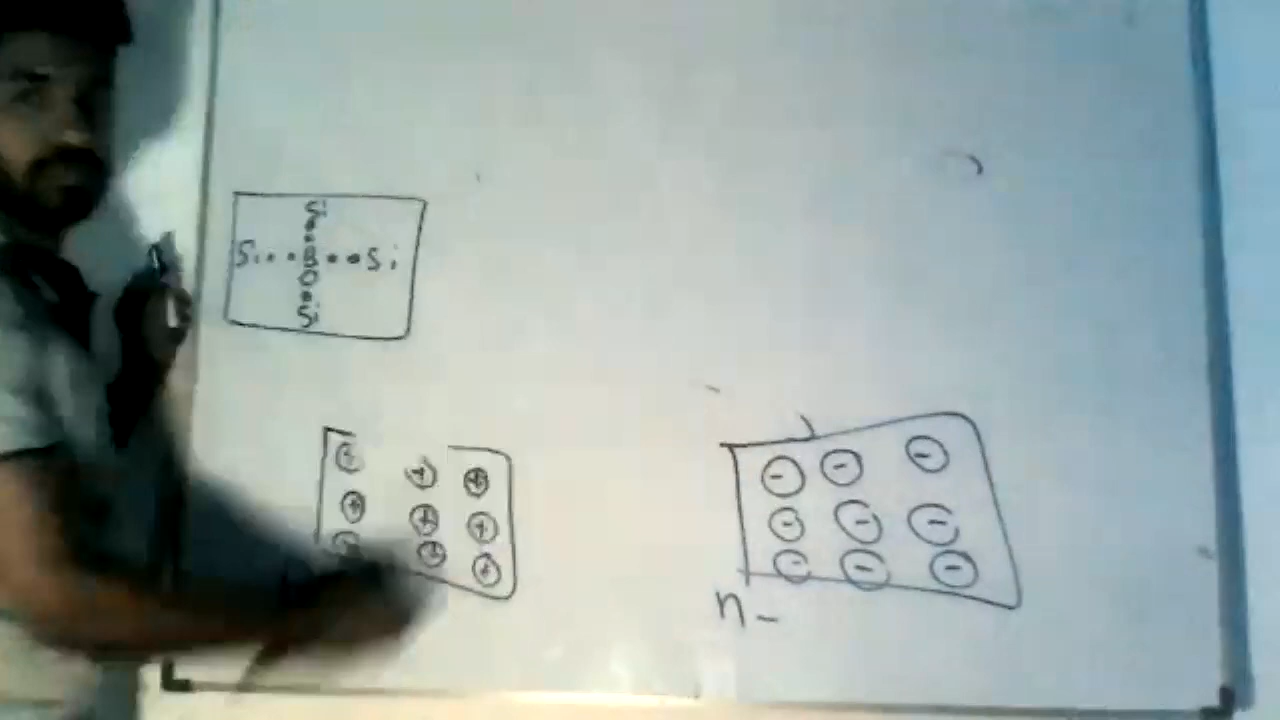 Si
Si • • B • • Si
Si
+ + +
+ + +
+ + +
- - -
- - -
- - -
n -